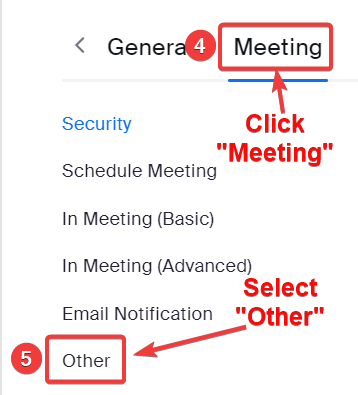 Genera 4 Meeting
Click
"Meeting"
Security
Schedule Meeting
In Meeting (Basic)
In Meeting (Advanced)
Select
"Other"
Email Notification
5 Other